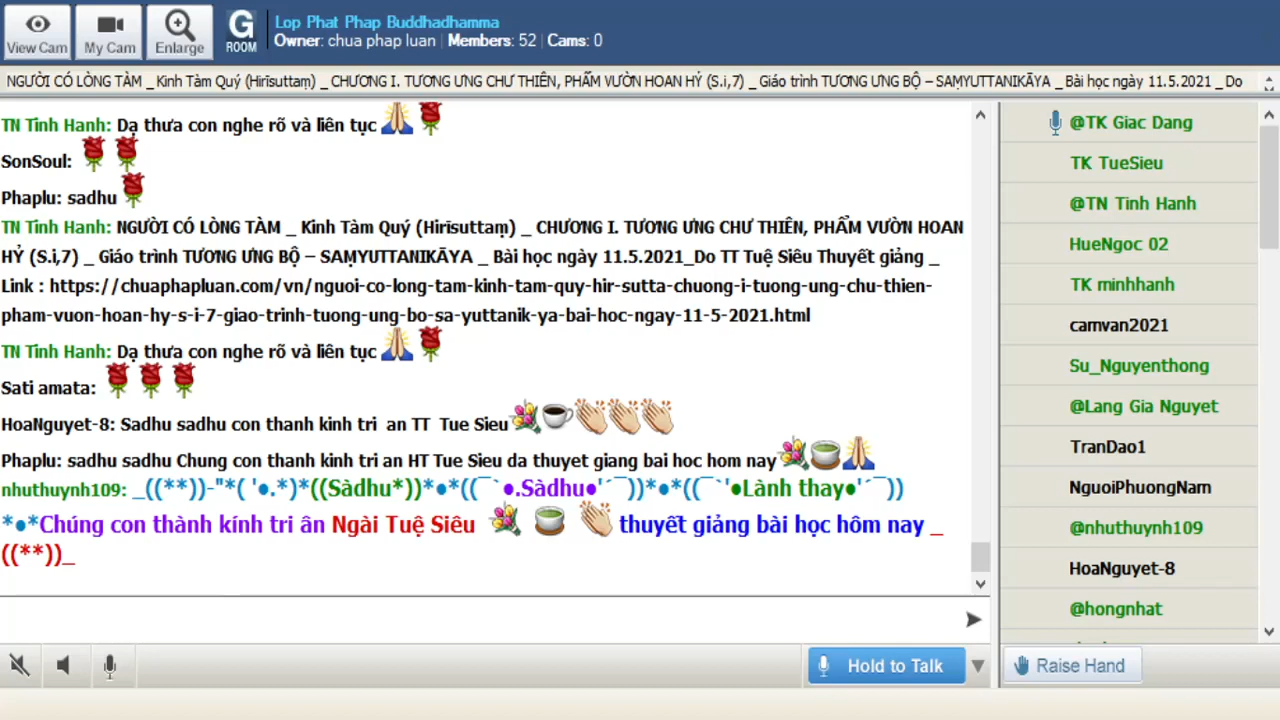 View Cam
My Cam
Enlarge
G
ROOM
Lop Phat Phap Buddhadhamma
Owner: chua phap luan | Members: 52 | Cams: 0
NGƯỜI CÓ LÒNG TÀM _ Kinh Tàm Quý (Hirīsuttaṃ) _ CHƯƠNG I. TƯƠNG ƯNG CHƯ THIÊN, PHẨM VƯỜN HOAN HỶ (S.i,7) _ Giáo trình TƯƠNG ƯNG BỘ – SAṂYUTTANIKĀYA _ Bài học ngày 11.5.2021 _ Do
TN Tinh Hanh: Dạ thưa con nghe rõ và liên tục
SonSoul:
Phaplu: sadhu
TN Tinh Hanh: NGƯỜI CÓ LÒNG TÀM _ Kinh Tàm Quý (Hirīsuttaṃ) _ CHƯƠNG I. TƯƠNG ƯNG CHƯ THIÊN, PHẨM VƯỜN HOAN
HỶ (S.i,7) _ Giáo trình TƯƠNG ƯNG BỘ – SAṂYUTTANIKĀYA _ Bài học ngày 11.5.2021_Do TT Tuệ Siêu Thuyết giảng _
Link : https://chuaphapluan.com/vn/nguoi-co-long-tam-kinh-tam-quy-hir-sutta-chuong-i-tuong-ung-chu-thien-
pham-vuon-hoan-hy-s-i-7-giao-trinh-tuong-ung-bo-sa-yuttanik-ya-bai-hoc-ngay-11-5-2021.html
TN Tinh Hanh: Dạ thưa con nghe rõ và liên tục
Sati amata:
HoaNguyet-8: Sadhu sadhu con thanh kinh tri an TT Tue Sieu
Phaplu: sadhu sadhu Chung con thanh kinh tri an HT Tue Sieu da thuyet giang bai hoc hom nay
nhuthuynh109: _((**))-"*( '●.*)*((Sàdhu*))*●*((¯`●.Sàdhu●'´¯))*●*((¯`'●Lành thay●'´¯))
*●*Chúng con thành kính tri ân Ngài Tuệ Siêu thuyết giảng bài học hôm nay _
((**))_
@TK Giac Dang
TK TueSieu
@TN Tinh Hanh
HueNgoc 02
TK minhhanh
camvan2021
Su_Nguyenthong
@Lang Gia Nguyet
TranDao1
NguoiPhuongNam
@nhuthuynh109
HoaNguyet-8
@hongnhat
Hold to Talk
Raise Hand